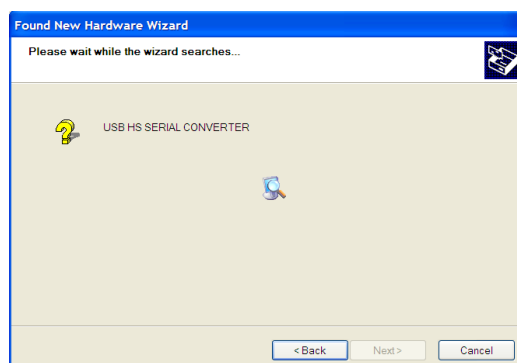 Found New Hardware Wizard
Please wait while the wizard searches...
USB HS SERIAL CONVERTER
< Back Next > Cancel